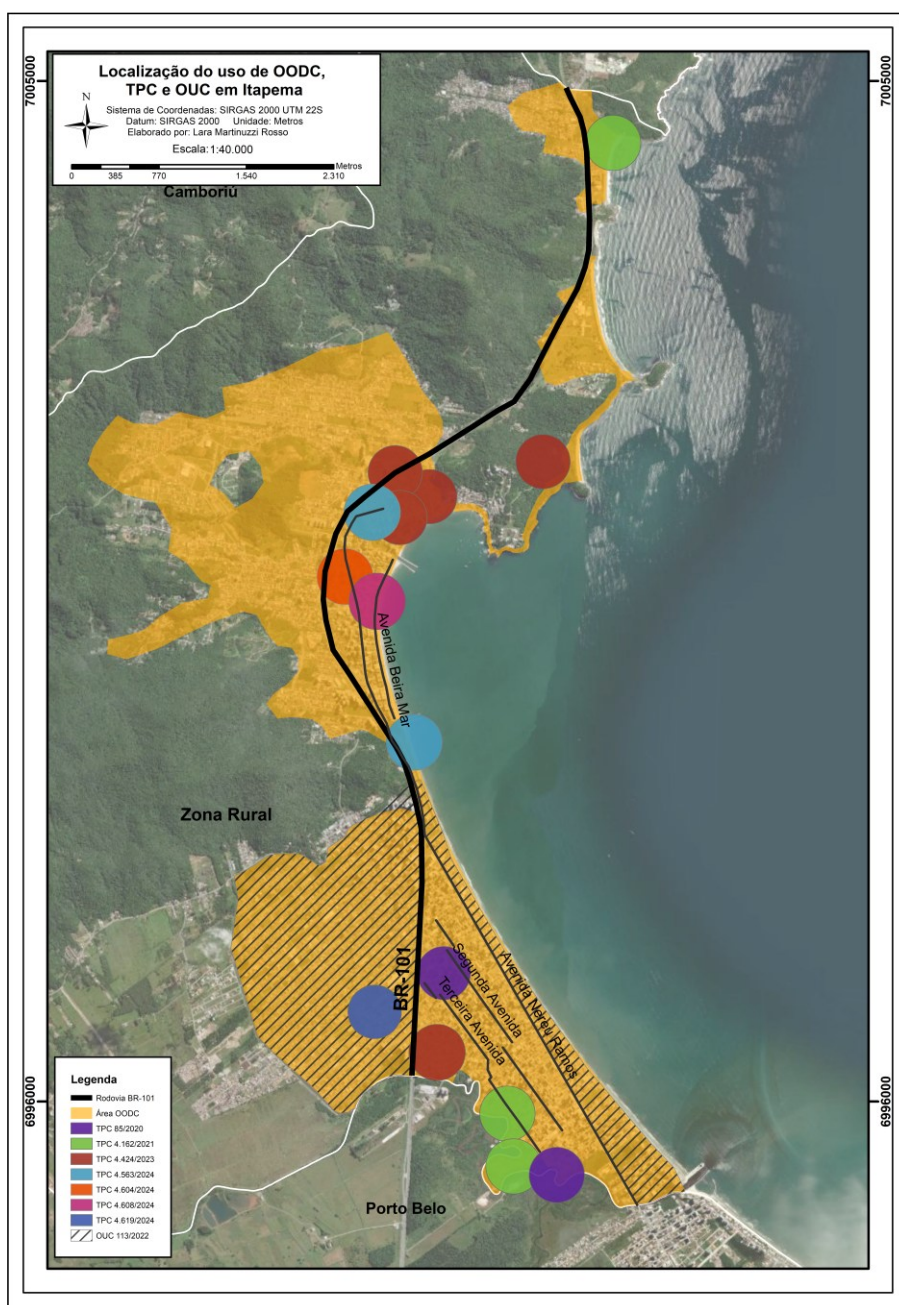 Localização do uso de OODC,
TPC e OUC em Itapema
N
Sistema de Coordenadas: SIRGAS 2000 UTM 22S
Datum: SIRGAS 2000 Unidade: Metros
Elaborado por: Lara Martinuzzi Rosso
Escala: 1:40.000
Metros
0 385 770 1.540 2.310
7005000
7005000
Camboriú
Avenida Beira Mar
Zona Rural
BR-101
Segunda Avenida
Terceira Avenida
Avenida Nereu Ramos
6996000
6996000
Porto Belo
Legenda
Rodovia BR-101
Área OODC
TPC 85/2020
TPC 4.162/2021
TPC 4.424/2023
TPC 4.563/2024
TPC 4.604/2024
TPC 4.608/2024
TPC 4.619/2024
OUC 113/2022